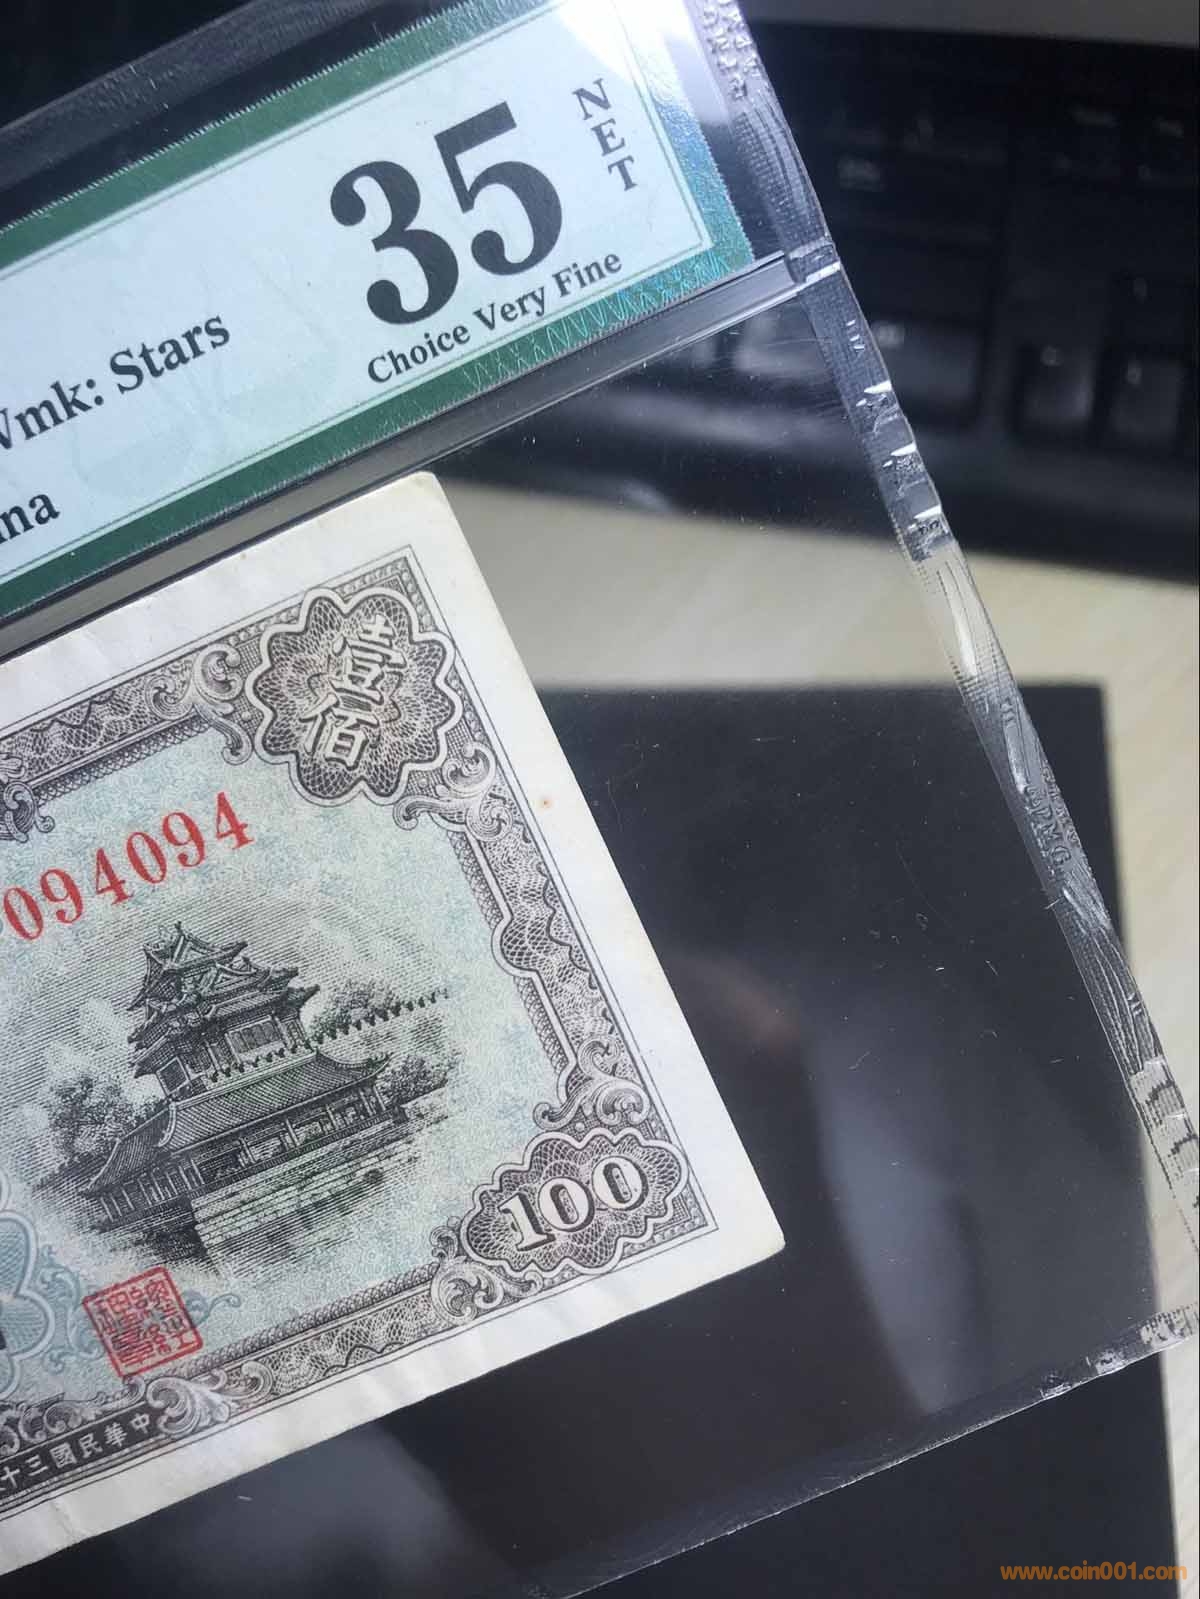 35
NET
Choice Very Fine
Wmk: Stars
壹佰
094094
100
中華民國三十
www.coin001.com